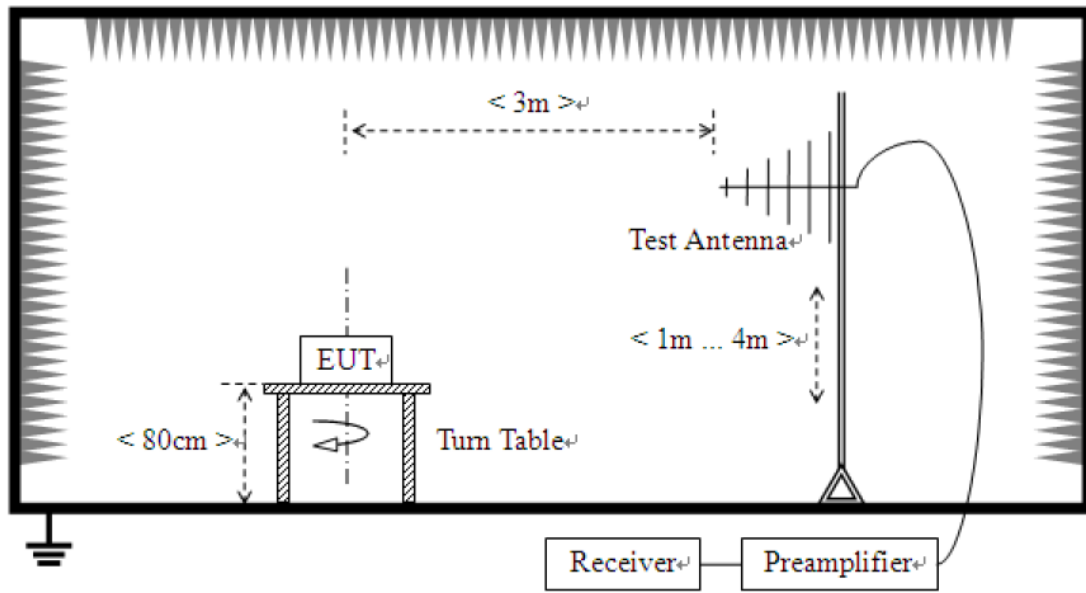 < 3m >
Test Antenna
< 1m ... 4m >
EUT
< 80cm >
Turn Table
Receiver
Preamplifier